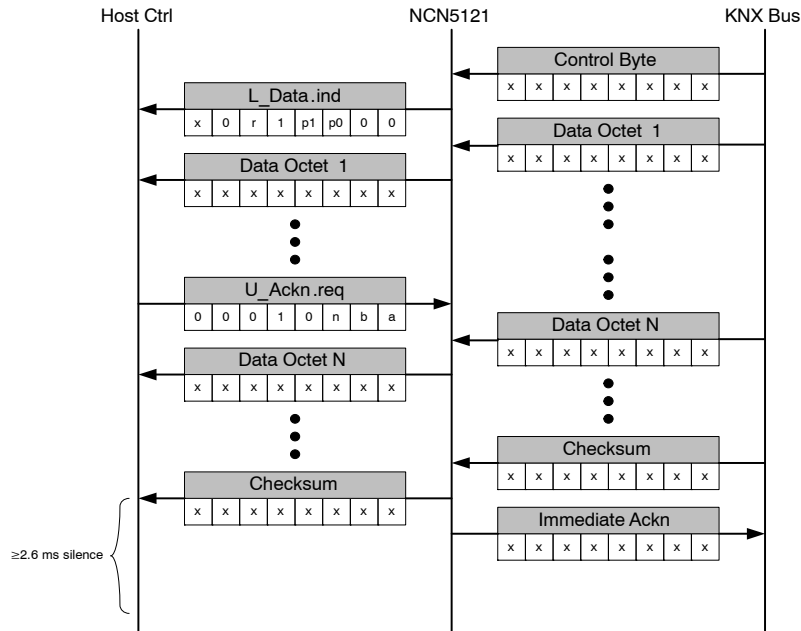 Host Ctrl NCN5121 KNX Bus
Control Byte
x x x x x x x x
L_Data.ind
x 0 r 1 p1 p0 0 0
Data Octet 1
x x x x x x x x
Data Octet 1
x x x x x x x x
U_Ackn.req
0 0 0 1 0 n b a
Data Octet N
x x x x x x x x
Data Octet N
x x x x x x x x
Checksum
x x x x x x x x
Checksum
x x x x x x x x
Immediate Ackn
x x x x x x x x
≥2.6 ms silence